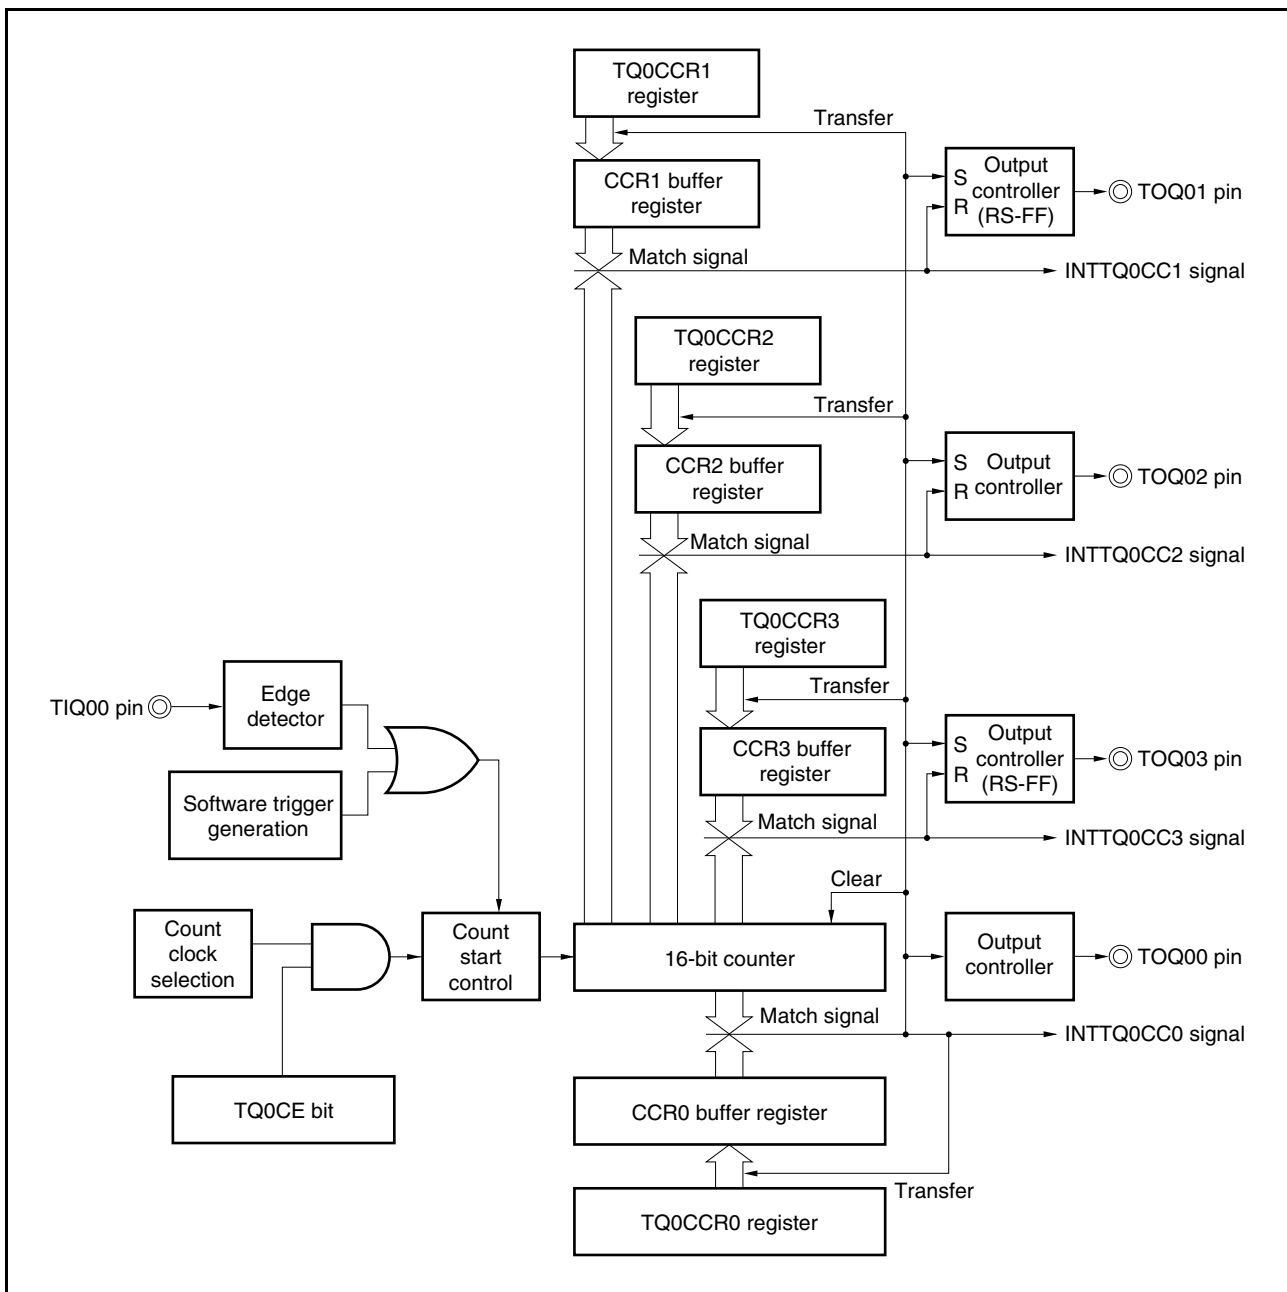 TQ0CCR1
register
Transfer
CCR1 buffer
register
S
R
Output
controller
(RS-FF)
TOQ01 pin
Match signal
INTTQ0CC1 signal
TQ0CCR2
register
Transfer
CCR2 buffer
register
S
R
Output
controller
TOQ02 pin
Match signal
INTTQ0CC2 signal
TQ0CCR3
register
Transfer
TIQ00 pin
Edge
detector
CCR3 buffer
register
S
R
Output
controller
(RS-FF)
TOQ03 pin
Software trigger
generation
Match signal
INTTQ0CC3 signal
Clear
Count
clock
selection
Count
start
control
16-bit counter
Output
controller
TOQ00 pin
Match signal
INTTQ0CC0 signal
TQ0CE bit
CCR0 buffer register
Transfer
TQ0CCR0 register